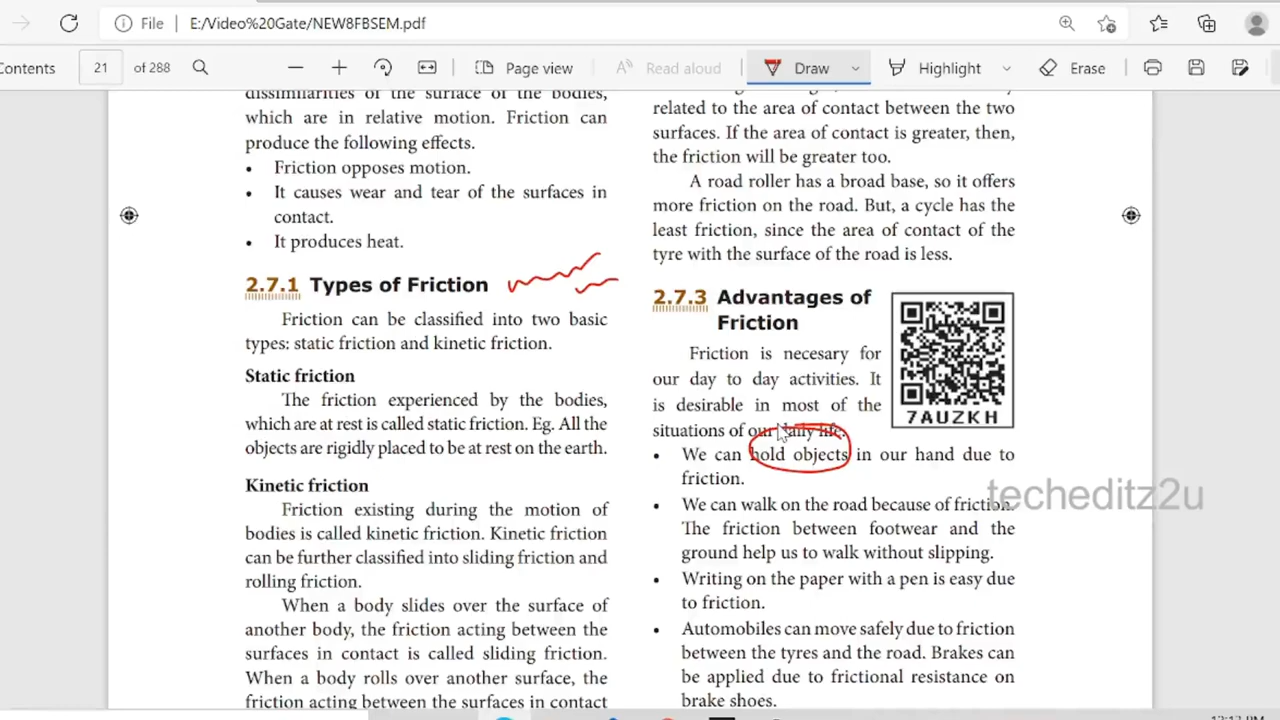 File
E:/Video%20Gate/NEW8FBSEM.pdf
Contents
21
of 288
Page view
Read aloud
Draw
Highlight
Erase
dissimilarities of the surface of the bodies,
which are in relative motion. Friction can
produce the following effects.
• Friction opposes motion.
• It causes wear and tear of the surfaces in
contact.
• It produces heat.
2.7.1 Types of Friction
Friction can be classified into two basic
types: static friction and kinetic friction.
Static friction
The friction experienced by the bodies,
which are at rest is called static friction. Eg. All the
objects are rigidly placed to be at rest on the earth.
Kinetic friction
Friction existing during the motion of
bodies is called kinetic friction. Kinetic friction
can be further classified into sliding friction and
rolling friction.
When a body slides over the surface of
another body, the friction acting between the
surfaces in contact is called sliding friction.
When a body rolls over another surface, the
friction acting between the surfaces in contact
related to the area of contact between the two
surfaces. If the area of contact is greater, then,
the friction will be greater too.
A road roller has a broad base, so it offers
more friction on the road. But, a cycle has the
least friction, since the area of contact of the
tyre with the surface of the road is less.
2.7.3 Advantages of
Friction
Friction is necesary for
our day to day activities. It
is desirable in most of the
situations of our daily life.
7AUZKH
• We can hold objects in our hand due to
friction.
• We can walk on the road because of friction.
The friction between footwear and the
ground help us to walk without slipping.
• Writing on the paper with a pen is easy due
to friction.
• Automobiles can move safely due to friction
between the tyres and the road. Brakes can
be applied due to frictional resistance on
brake shoes.
techeditz2u